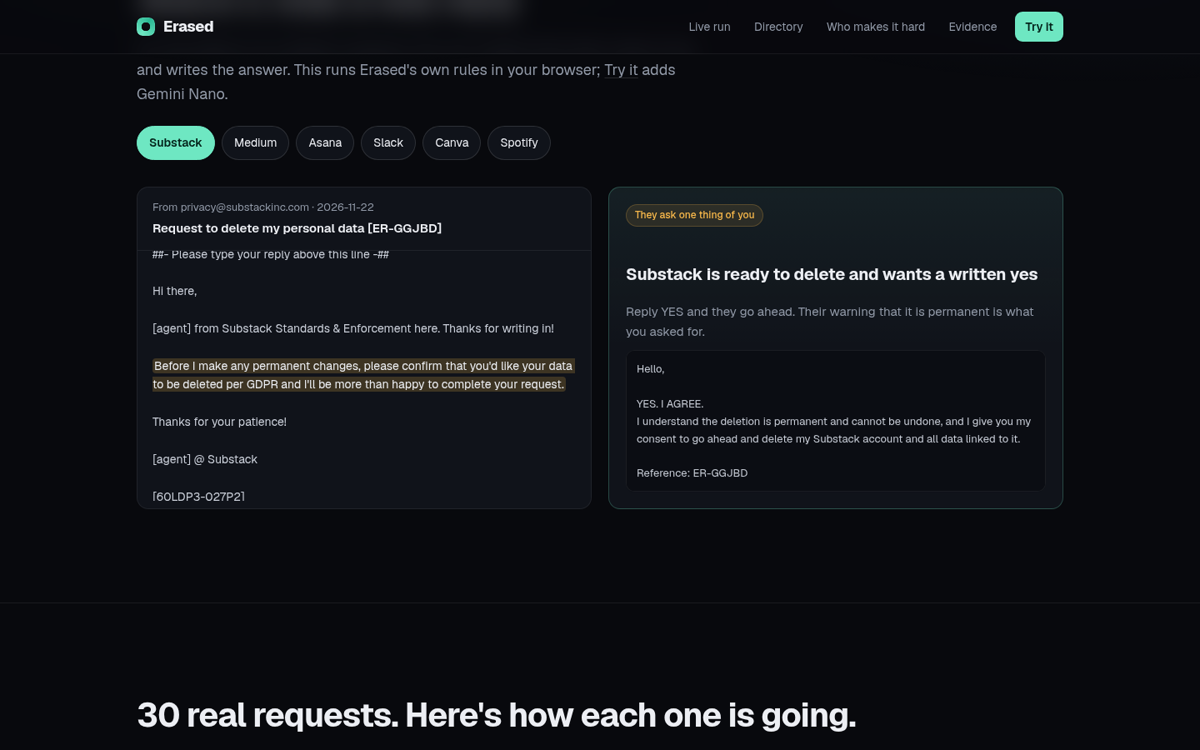 Erased
Live run
Directory
Who makes it hard
Evidence
Try it
and writes the answer. This runs Erased's own rules in your browser; Try it adds
Gemini Nano.
Substack
Medium
Asana
Slack
Canva
Spotify
From privacy@substackinc.com · 2026-11-22
Request to delete my personal data [ER-GGJBD]
##- Please type your reply above this line -##
Hi there,
[agent] from Substack Standards & Enforcement here. Thanks for writing in!
Before I make any permanent changes, please confirm that you'd like your data
to be deleted per GDPR and I'll be more than happy to complete your request.
Thanks for your patience!
[agent] @ Substack
[60LDP3-027P2]
They ask one thing of you
Substack is ready to delete and wants a written yes
Reply YES and they go ahead. Their warning that it is permanent is what
you asked for.
Hello,
YES. I AGREE.
I understand the deletion is permanent and cannot be undone, and I give you my
consent to go ahead and delete my Substack account and all data linked to it.
Reference: ER-GGJBD
30 real requests. Here's how each one is going.